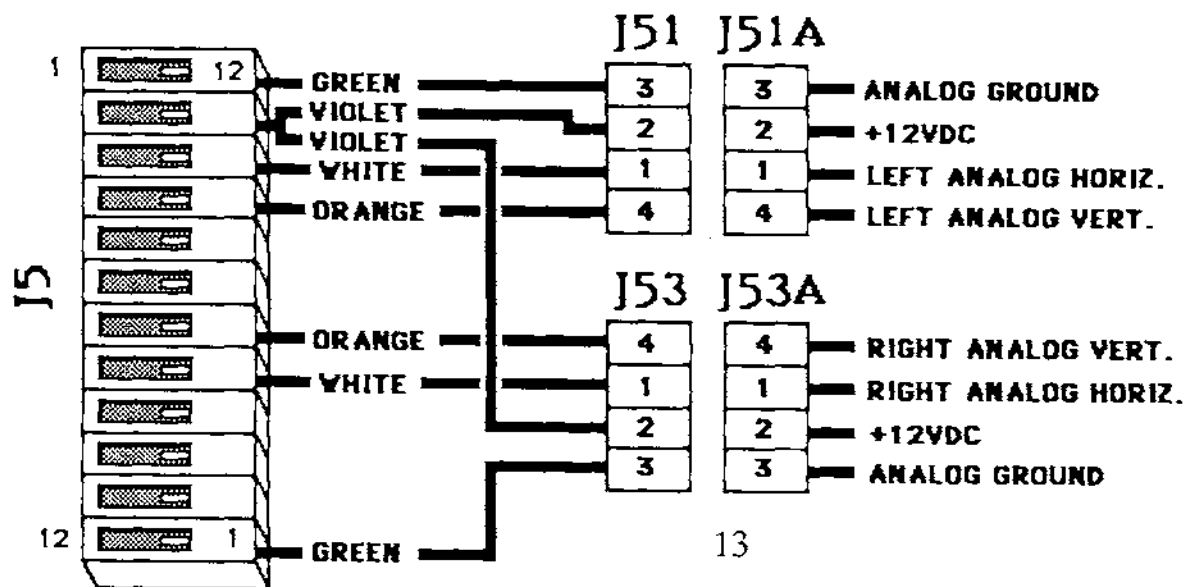 J51 J51A
1 12 GREEN 3 3 ANALOG GROUND
VIOLET 2 2 +12VDC
VIOLET
WHITE 1 1 LEFT ANALOG HORIZ.
ORANGE 4 4 LEFT ANALOG VERT.
J5
J53 J53A
ORANGE 4 4 RIGHT ANALOG VERT.
WHITE 1 1 RIGHT ANALOG HORIZ.
2 2 +12VDC
3 3 ANALOG GROUND
12 1 GREEN
13